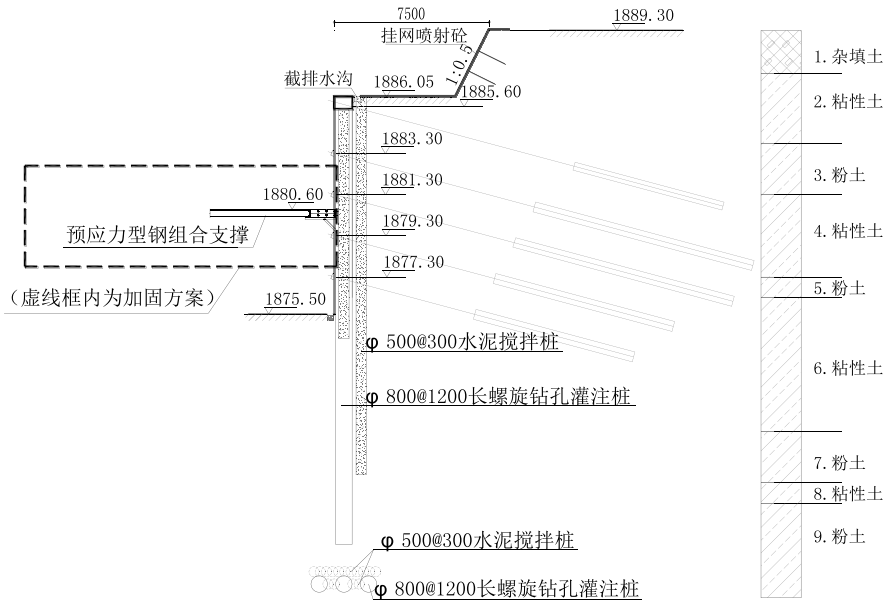 7500
1889.30
挂网喷射砼
1:0.5
截排水沟
1886.05
1885.60
1883.30
1881.30
1880.60
1879.30
预应力型钢组合支撑
1877.30
(虚线框内为加固方案)
1875.50
φ 500@300水泥搅拌桩
φ 800@1200长螺旋钻孔灌注桩
φ 500@300水泥搅拌桩
φ 800@1200长螺旋钻孔灌注桩
1.杂填土
2.粘性土
3.粉土
4.粘性土
5.粉土
6.粘性土
7.粉土
8.粘性土
9.粉土